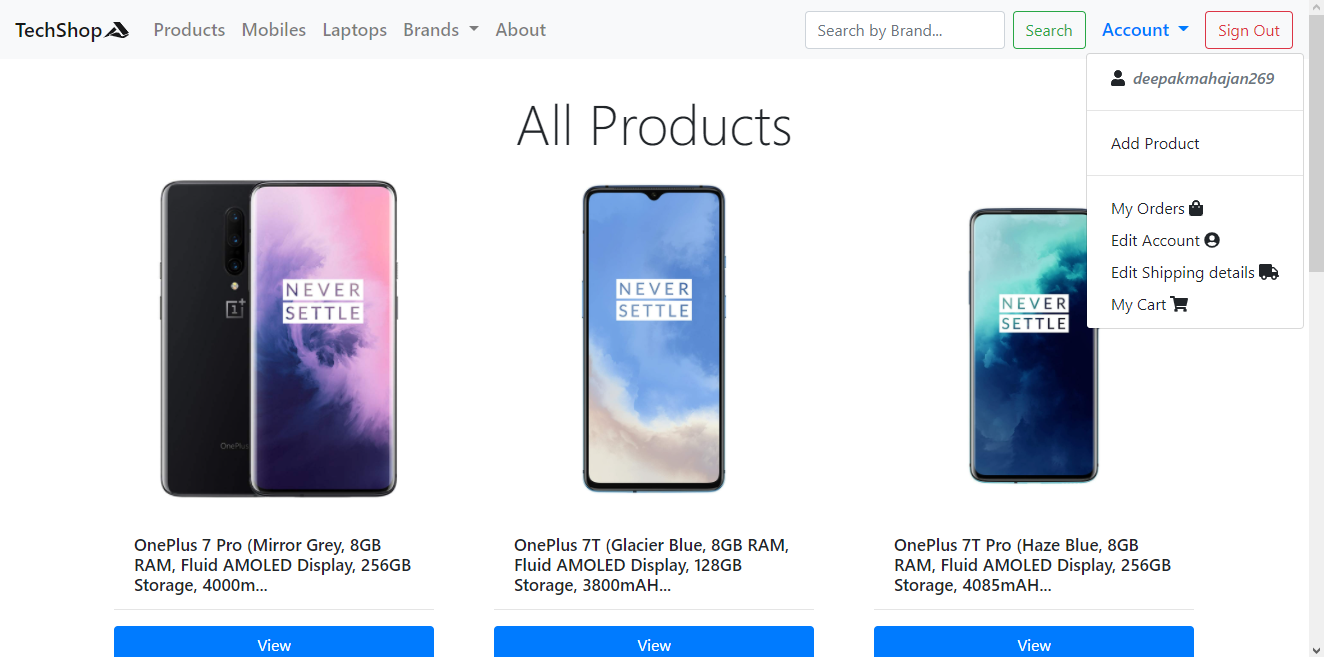 TechShop Products Mobiles Laptops Brands About Search by Brand... Search Account Sign Out
deepakmahajan269
Add Product
My Orders
Edit Account
Edit Shipping details
My Cart
All Products
NEVER
SETTLE
OnePlus
NEVER
SETTLE
NEVER
SETTLE
OnePlus 7 Pro (Mirror Grey, 8GB
RAM, Fluid AMOLED Display, 256GB
Storage, 4000m...
View
OnePlus 7T (Glacier Blue, 8GB RAM,
Fluid AMOLED Display, 128GB
Storage, 3800mAH...
View
OnePlus 7T Pro (Haze Blue, 8GB
RAM, Fluid AMOLED Display, 256GB
Storage, 4085mAH...
View